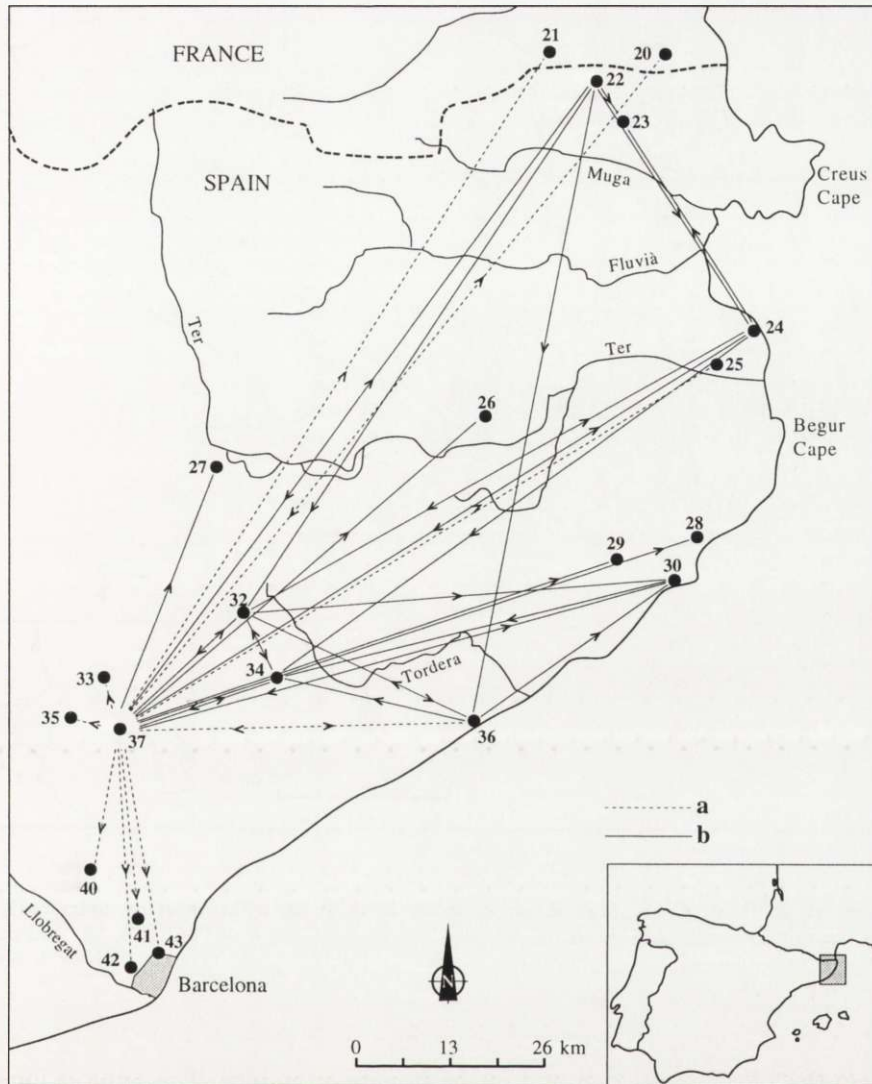 21
20
FRANCE
22
23
SPAIN
Muga
Creus
Cape
Fluvià
Ter
24
Ter
25
26
Begur
Cape
27
28
29
30
32
34
Tordera
33
35
37
36
a
b
40
Llobregat
41
43
42
Barcelona
N
0 13 26 km